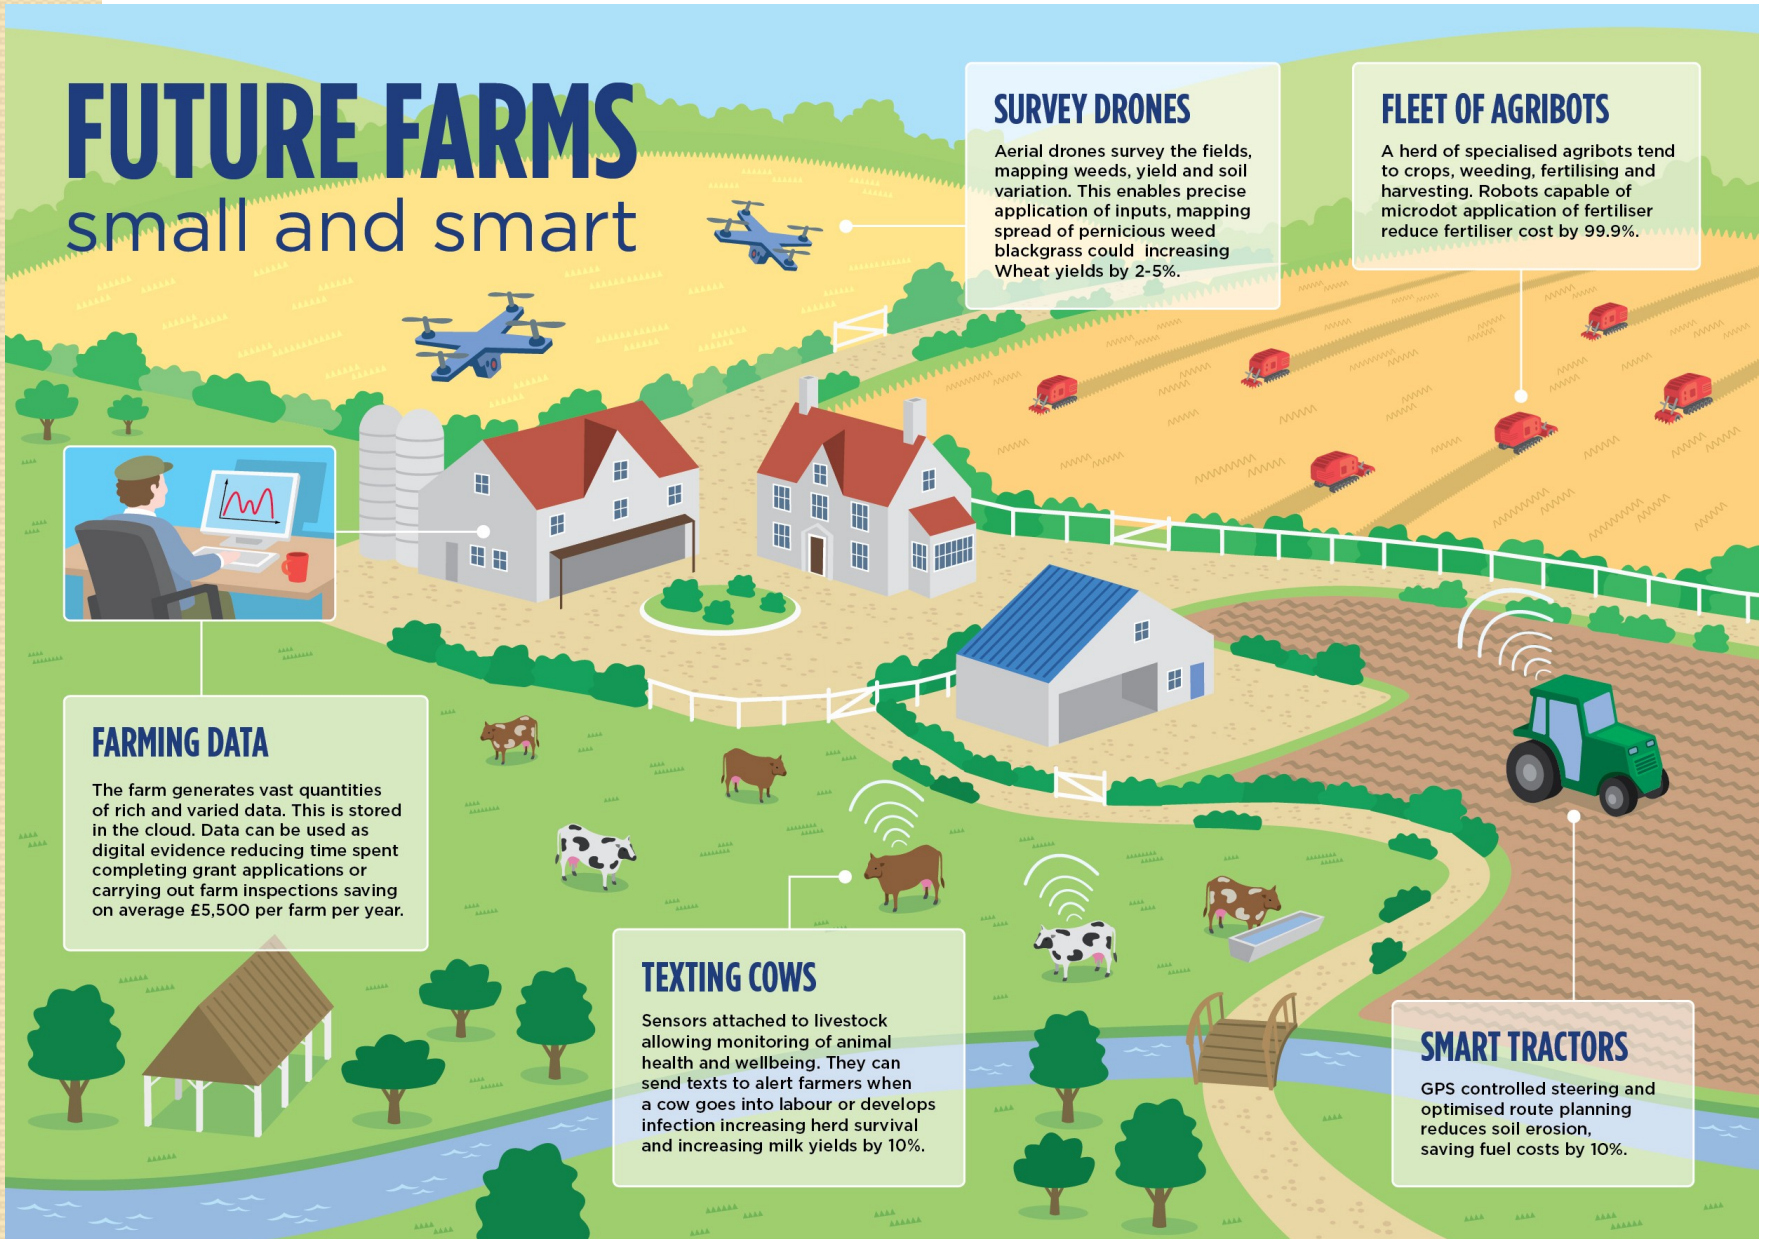 FUTURE FARMS
small and smart
SURVEY DRONES
Aerial drones survey the fields,
mapping weeds, yield and soil
variation. This enables precise
application of inputs, mapping
spread of pernicious weed
blackgrass could increasing
Wheat yields by 2-5%.
FLEET OF AGRIBOTS
A herd of specialised agribots tend
to crops, weeding, fertilising and
harvesting. Robots capable of
microdot application of fertiliser
reduce fertiliser cost by 99.9%.
FARMING DATA
The farm generates vast quantities
of rich and varied data. This is stored
in the cloud. Data can be used as
digital evidence reducing time spent
completing grant applications or
carrying out farm inspections saving
on average £5,500 per farm per year.
TEXTING COWS
Sensors attached to livestock
allowing monitoring of animal
health and wellbeing. They can
send texts to alert farmers when
a cow goes into labour or develops
infection increasing herd survival
and increasing milk yields by 10%.
SMART TRACTORS
GPS controlled steering and
optimised route planning
reduces soil erosion,
saving fuel costs by 10%.